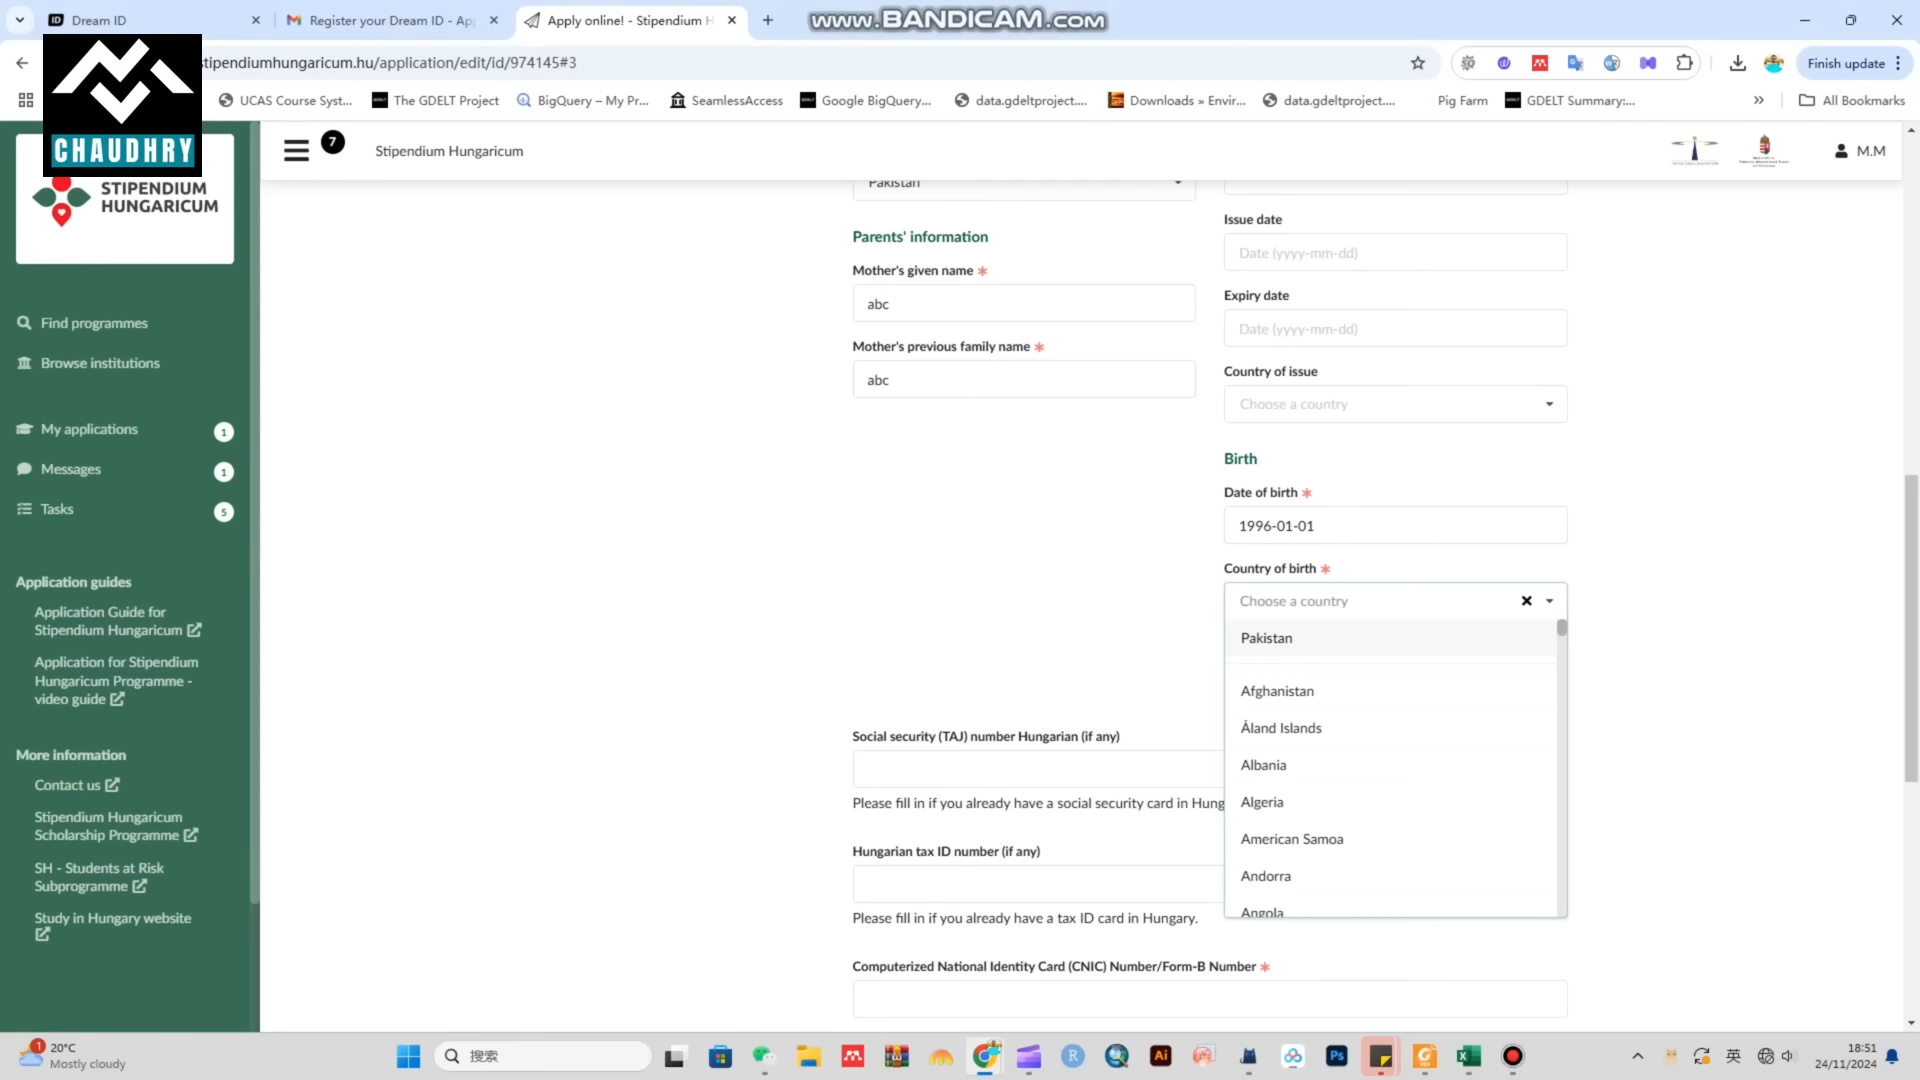 Dream ID
Register your Dream ID - Ap
Apply online! - Stipendium H
www.BANDICAM.com
stipendiumhungaricum.hu/application/edit/id/974145#3
Finish update
UCAS Course Syst...
The GDELT Project
BigQuery – My Pr...
SeamlessAccess
Google BigQuery...
data.gdeltproject....
Downloads » Envir...
data.gdeltproject....
Pig Farm
GDELT Summary:...
All Bookmarks
CHAUDHRY
STIPENDIUM
HUNGARICUM
7
Stipendium Hungaricum
M.M
Find programmes
Browse institutions
My applications
1
Messages
1
Tasks
5
Application guides
Application Guide for
Stipendium Hungaricum
Application for Stipendium
Hungaricum Programme -
video guide
More information
Contact us
Stipendium Hungaricum
Scholarship Programme
SH - Students at Risk
Subprogramme
Study in Hungary website
Pakistan
Parents' information
Mother's given name *
abc
Mother's previous family name *
abc
Issue date
Date (yyyy-mm-dd)
Expiry date
Date (yyyy-mm-dd)
Country of issue
Choose a country
Birth
Date of birth *
1996-01-01
Country of birth *
Choose a country
Pakistan
Afghanistan
Åland Islands
Albania
Algeria
American Samoa
Andorra
Angola
Social security (TAJ) number Hungarian (if any)
Please fill in if you already have a social security card in Hung
Hungarian tax ID number (if any)
Please fill in if you already have a tax ID card in Hungary.
Computerized National Identity Card (CNIC) Number/Form-B Number *
1
20°C
Mostly cloudy
搜索
R
Ai
Ps
英
18:51
24/11/2024